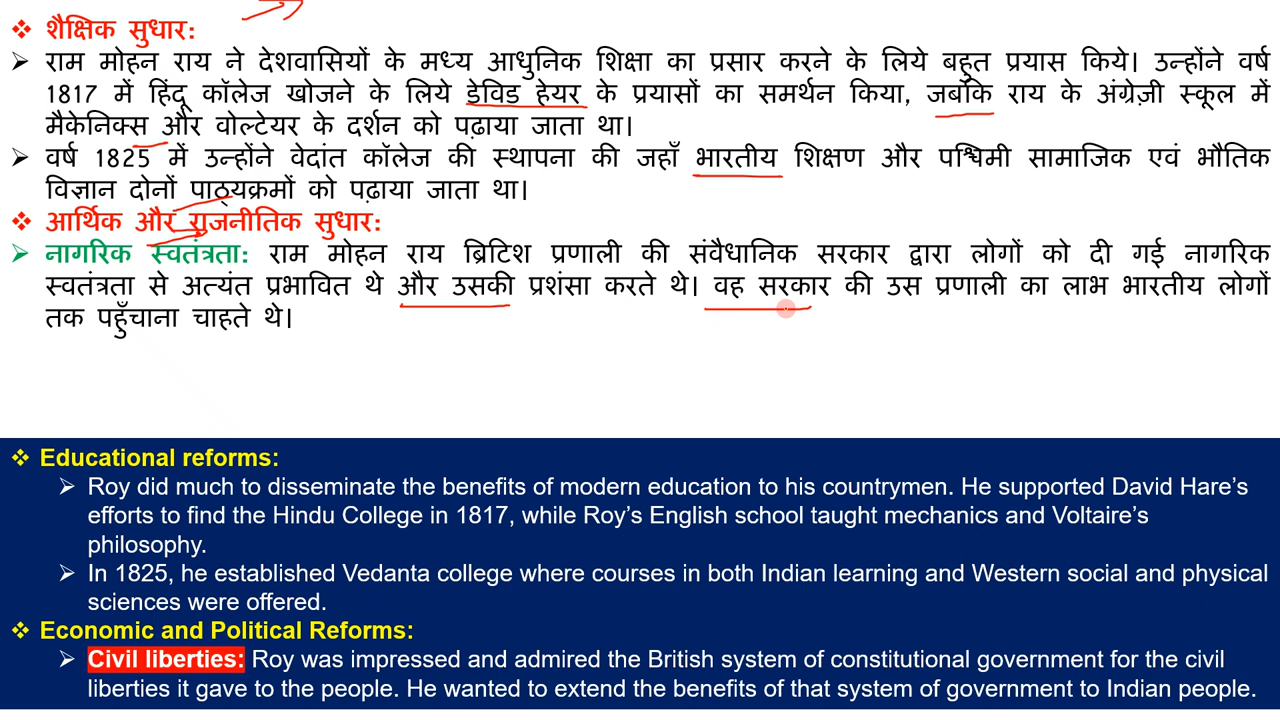 ❖ शैक्षिक सुधार:
➢ राम मोहन राय ने देशवासियों के मध्य आधुनिक शिक्षा का प्रसार करने के लिये बहुत प्रयास किये। उन्होंने वर्ष
1817 में हिंदू कॉलेज खोजने के लिये डेविड हेयर के प्रयासों का समर्थन किया, जबकि राय के अंग्रेज़ी स्कूल में
मैकेनिक्स और वोल्टेयर के दर्शन को पढ़ाया जाता था।
➢ वर्ष 1825 में उन्होंने वेदांत कॉलेज की स्थापना की जहाँ भारतीय शिक्षण और पश्चिमी सामाजिक एवं भौतिक
विज्ञान दोनों पाठ्यक्रमों को पढ़ाया जाता था।
❖ आर्थिक और राजनीतिक सुधार:
➢ नागरिक स्वतंत्रता: राम मोहन राय ब्रिटिश प्रणाली की संवैधानिक सरकार द्वारा लोगों को दी गई नागरिक
स्वतंत्रता से अत्यंत प्रभावित थे और उसकी प्रशंसा करते थे। वह सरकार की उस प्रणाली का लाभ भारतीय लोगों
तक पहुँचाना चाहते थे।
❖ Educational reforms:
➢ Roy did much to disseminate the benefits of modern education to his countrymen. He supported David Hare’s
efforts to find the Hindu College in 1817, while Roy’s English school taught mechanics and Voltaire’s
philosophy.
➢ In 1825, he established Vedanta college where courses in both Indian learning and Western social and physical
sciences were offered.
❖ Economic and Political Reforms:
➢ Civil liberties: Roy was impressed and admired the British system of constitutional government for the civil
liberties it gave to the people. He wanted to extend the benefits of that system of government to Indian people.